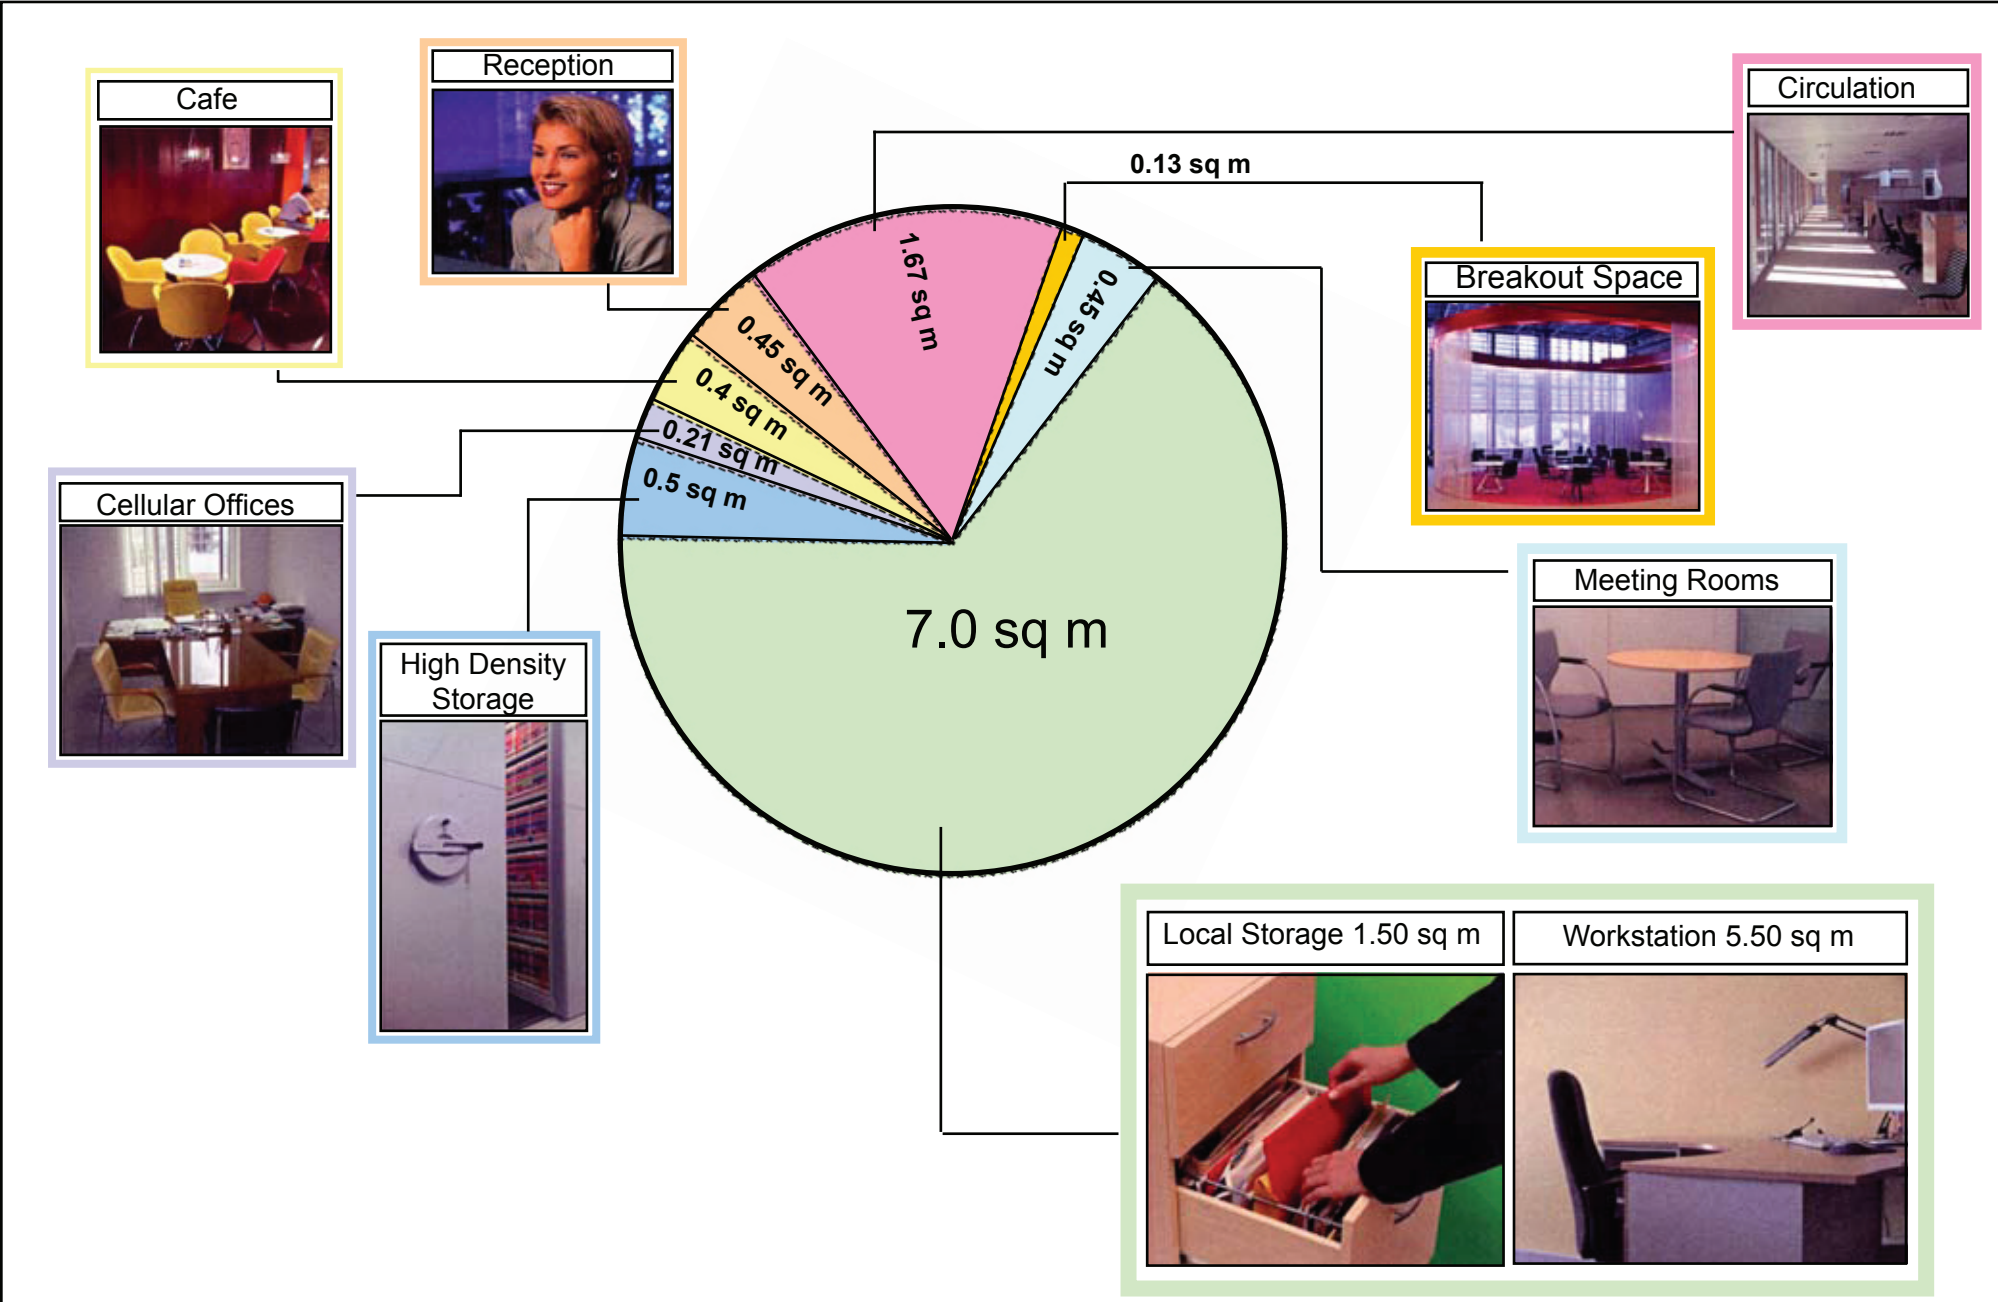 Cafe
Reception
Circulation
0.13 sq m
Breakout Space
1.67 sq m
0.45 sq m
0.45 sq m
0.4 sq m
0.21 sq m
0.5 sq m
Cellular Offices
Meeting Rooms
7.0 sq m
High Density
Storage
Local Storage 1.50 sq m
Workstation 5.50 sq m